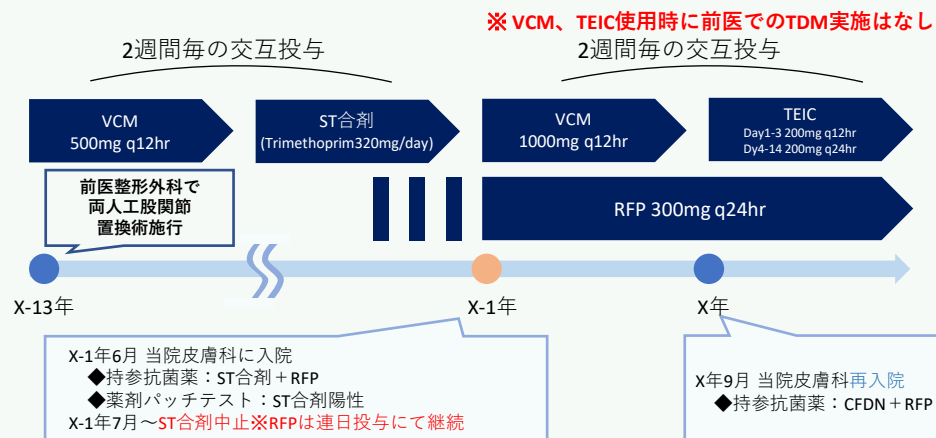 ※ VCM、TEIC使用時に前医でのTDM実施はなし
2週間毎の交互投与
2週間毎の交互投与
VCM
500mg q12hr
ST合剤
(Trimethoprim320mg/day)
VCM
1000mg q12hr
TEIC
Day1-3 200mg q12hr
Dy4-14 200mg q24hr
前医整形外科で
両人工股関節
置換術施行
RFP 300mg q24hr
X-13年
X-1年
X年
X-1年6月 当院皮膚科に入院
◆持参抗菌薬：ST合剤＋RFP
◆薬剤パッチテスト：ST合剤陽性
X-1年7月～ST合剤中止※RFPは連日投与にて継続
X年9月 当院皮膚科再入院
◆持参抗菌薬：CFDN＋RFP